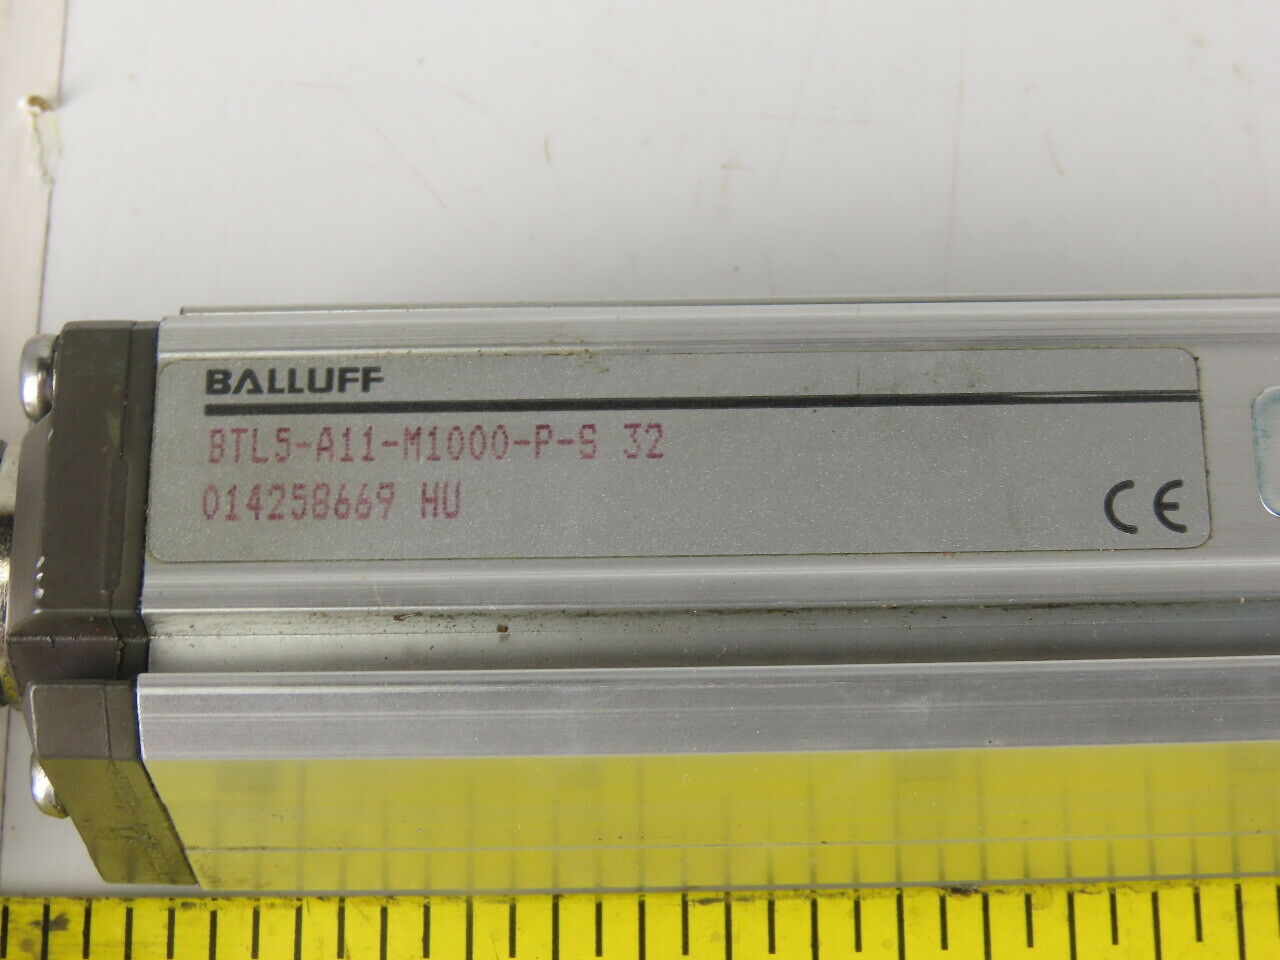 BALLUFF
BTL5-A11-M1000-P-S 32
014258669 HU
CE